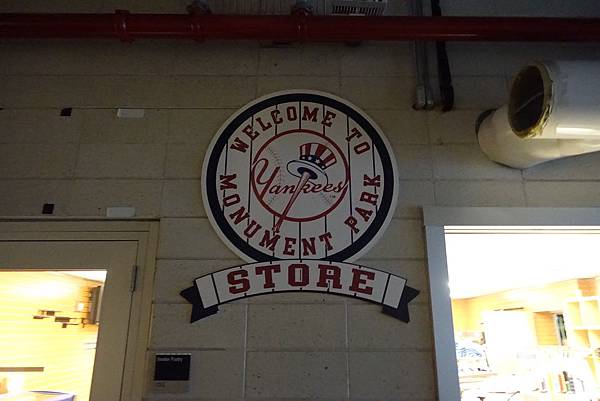 WELCOME TO
Yankees
MONUMENT PARK
STORE